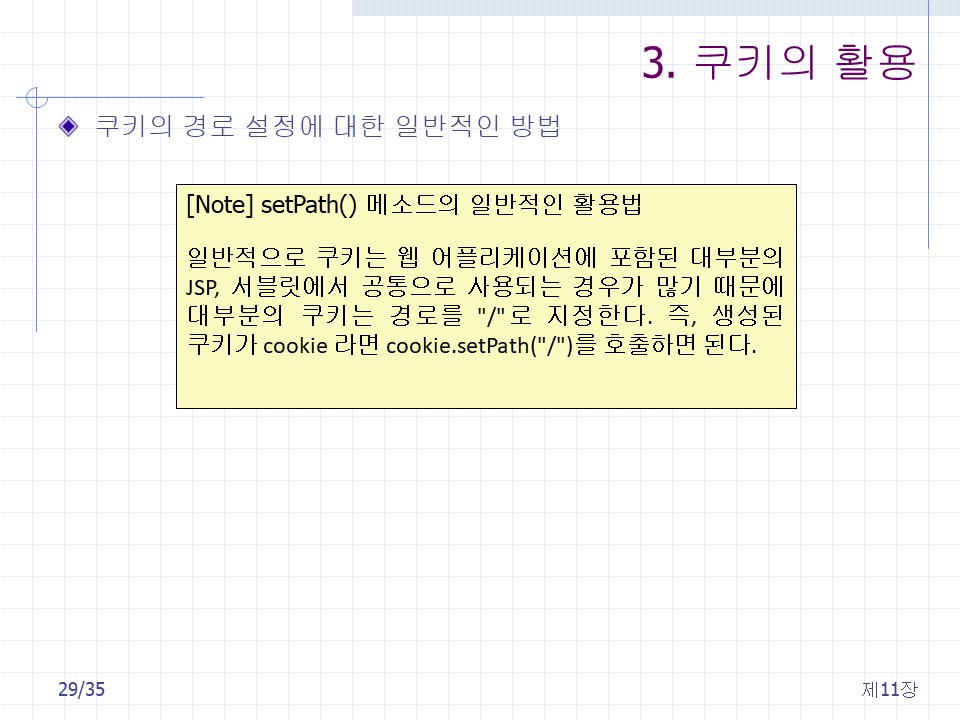 3. 쿠키의 활용
쿠키의 경로 설정에 대한 일반적인 방법
[Note] setPath() 메소드의 일반적인 활용법
일반적으로 쿠키는 웹 어플리케이션에 포함된 대부분의
JSP, 서블릿에서 공통으로 사용되는 경우가 많기 때문에
대부분의 쿠키는 경로를 "/"로 지정한다. 즉, 생성된
쿠키가 cookie 라면 cookie.setPath("/")를 호출하면 된다.
29/35
제11장